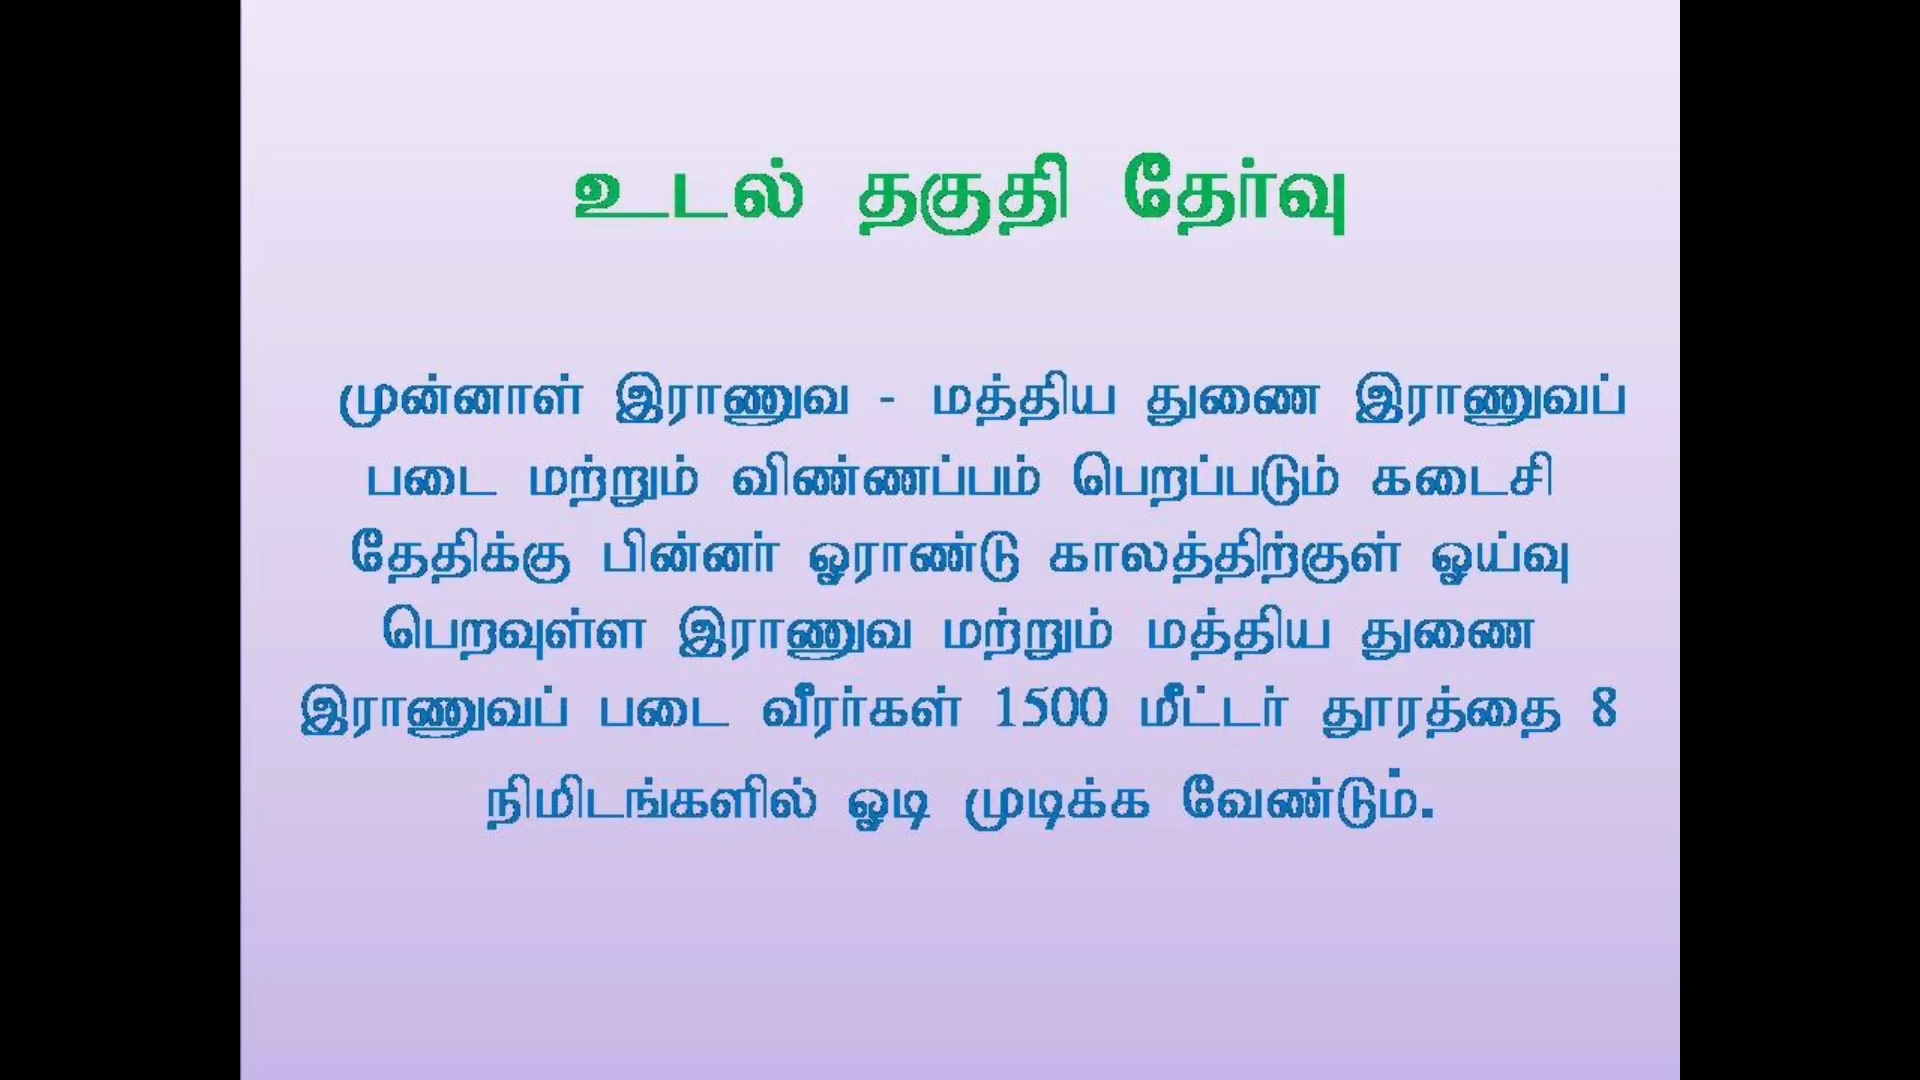 உடல் தகுதி தேர்வு
முன்னாள் இராணுவ - மத்திய துணை இராணுவப்
படை மற்றும் விண்ணப்பம் பெறப்படும் கடைசி
தேதிக்கு பின்னர் ஓராண்டு காலத்திற்குள் ஓய்வு
பெறவுள்ள இராணுவ மற்றும் மத்திய துணை
இராணுவப் படை வீரர்கள் 1500 மீட்டர் தூரத்தை 8
நிமிடங்களில் ஓடி முடிக்க வேண்டும்.